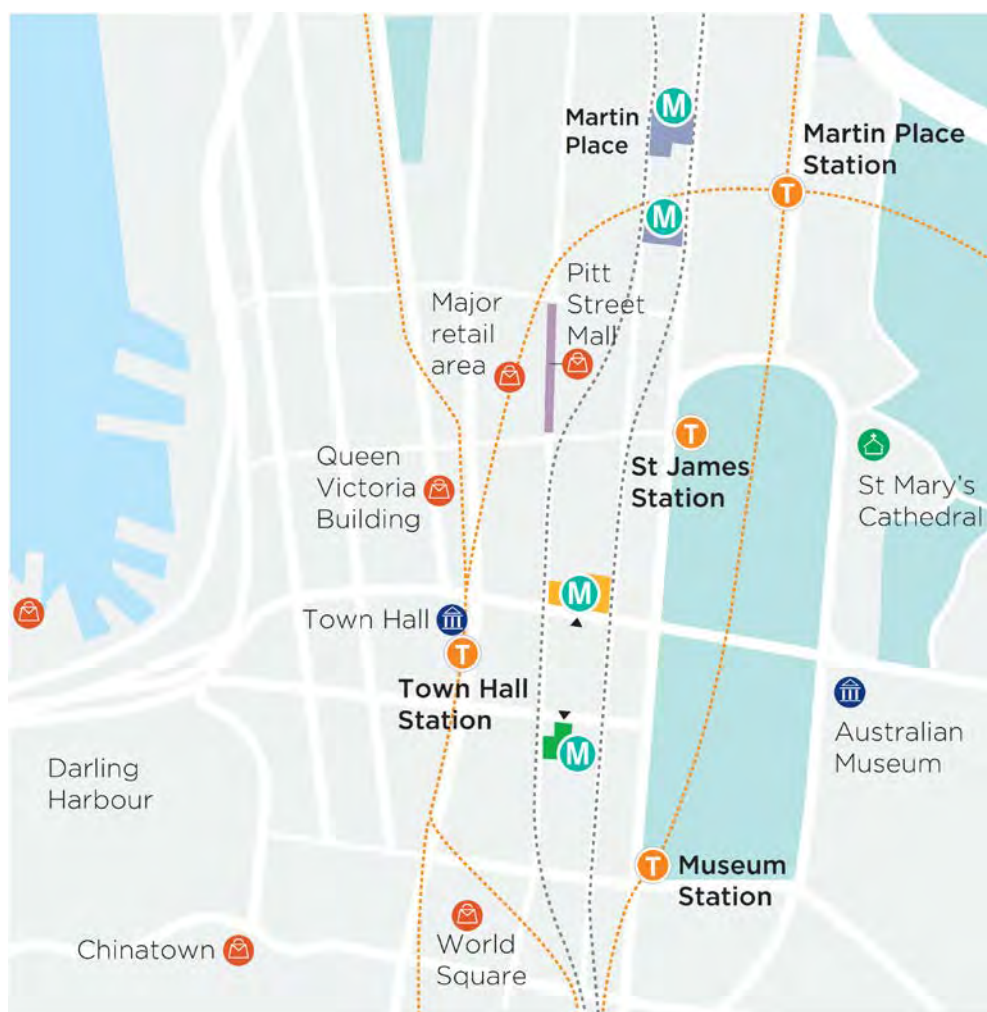 M
Martin
Place
Martin Place
Station
T
M
Pitt
Street
Mall
Major
retail
area
T
St James
Station
Queen
Victoria
Building
St Mary's
Cathedral
M
Town Hall
T
Town Hall
Station
M
Australian
Museum
Darling
Harbour
T
Museum
Station
Chinatown
World
Square